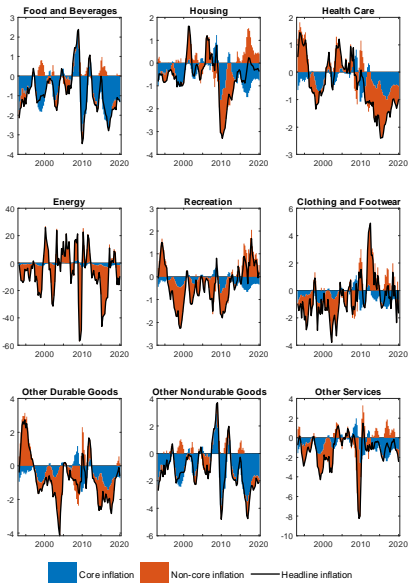 Food and Beverages Housing Health Care
3 2 2
2 1 1
1
0 0 0
-1 -1 -1
-2 -2 -2
-3 -3 -3
-4 -4 -4
2000 2010 2020 2000 2010 2020 2000 2010 2020
Energy Recreation Clothing and Footwear
40 3 6
20 2 4
1 2
0 0 0
-20 -1 -2
-40 -2
-60 -3 -4
2000 2010 2020 2000 2010 2020 2000 2010 2020
Other Durable Goods Other Nondurable Goods Other Services
4 4 4
2 2 2
0 0 0
-2 -2 -2
-4 -4 -4
-6 -6
-8
-10
2000 2010 2020 2000 2010 2020 2000 2010 2020
Core inflation Non-core inflation Headline inflation